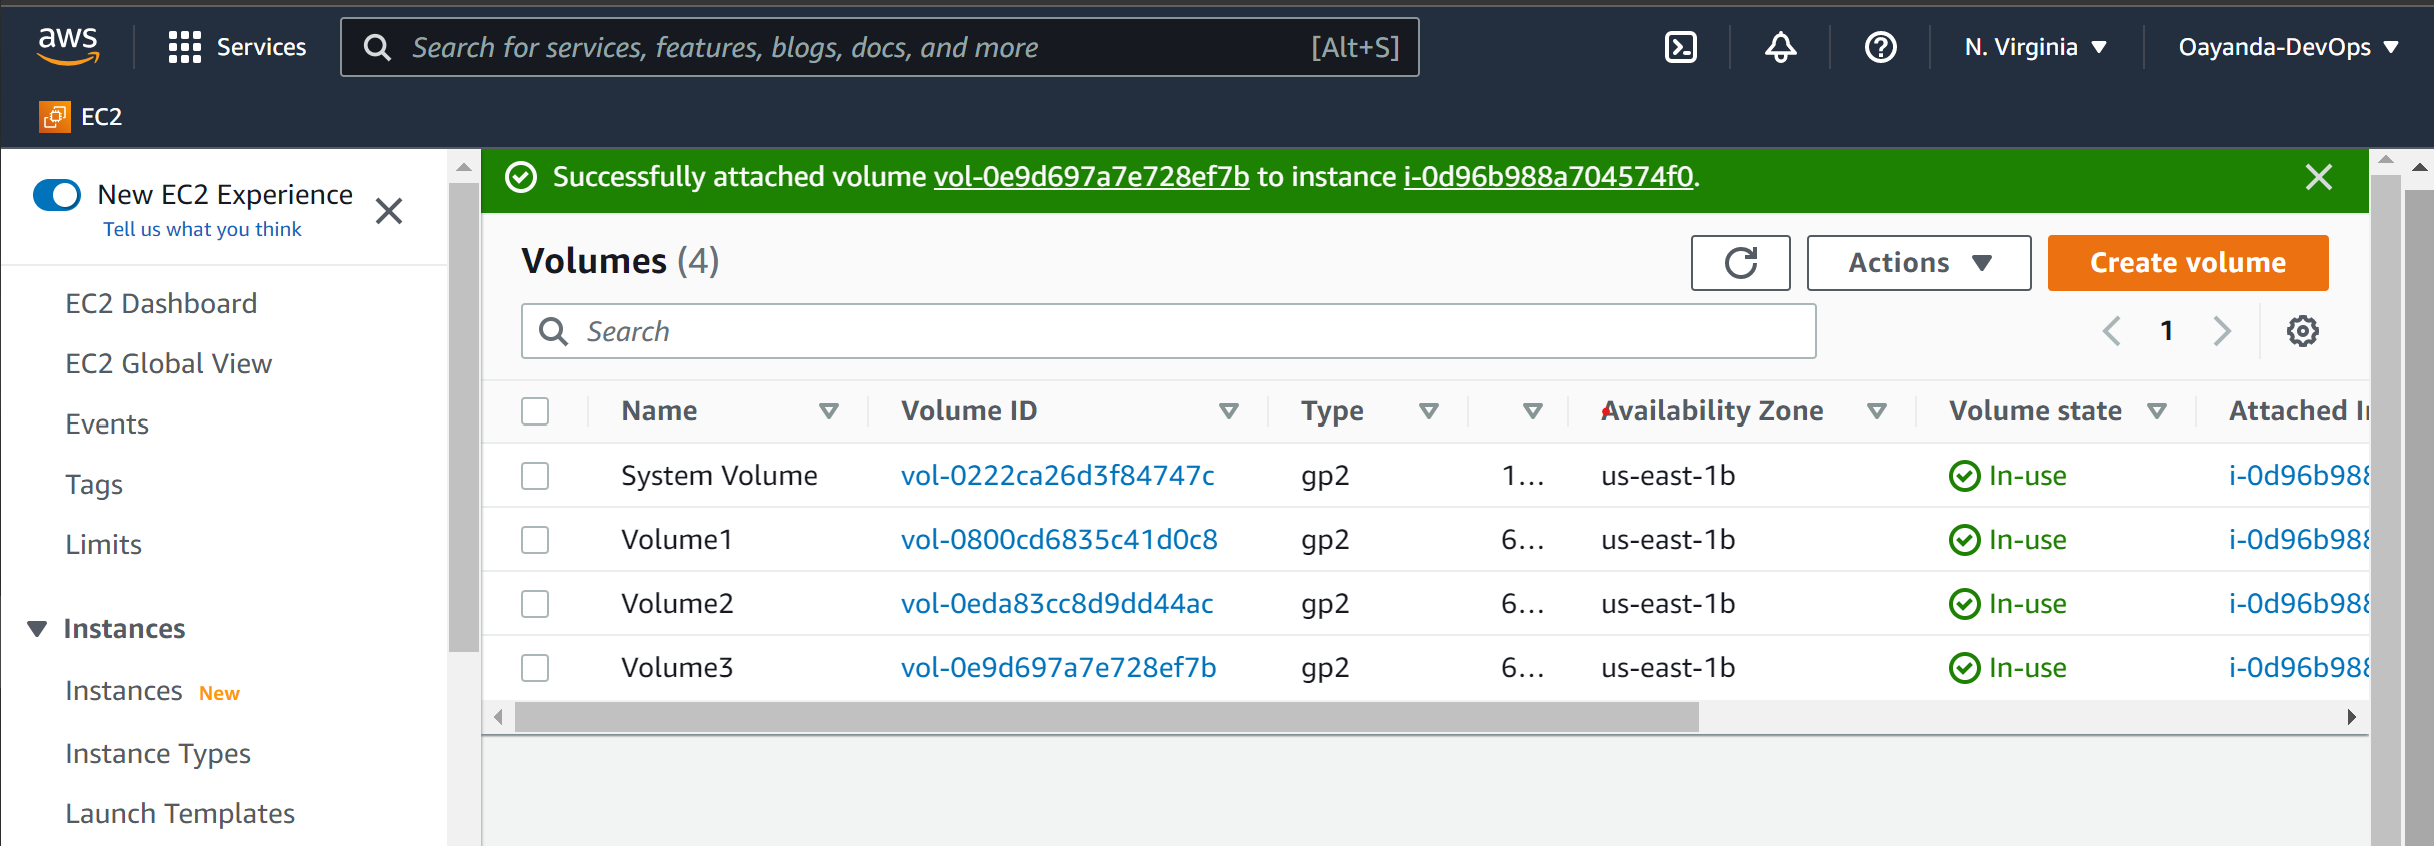 aws Services Search for services, features, blogs, docs, and more [Alt+S] N. Virginia Oayanda-DevOps
EC2
New EC2 Experience
Tell us what you think
EC2 Dashboard
EC2 Global View
Events
Tags
Limits
Instances
Instances New
Instance Types
Launch Templates
Successfully attached volume vol-0e9d697a7e728ef7b to instance i-0d96b988a704574f0.
Volumes (4) Actions Create volume
Search 1
Name Volume ID Type Availability Zone Volume state Attached I
System Volume vol-0222ca26d3f84747c gp2 1... us-east-1b In-use i-0d96b988
Volume1 vol-0800cd6835c41d0c8 gp2 6... us-east-1b In-use i-0d96b988
Volume2 vol-0eda83cc8d9dd44ac gp2 6... us-east-1b In-use i-0d96b988
Volume3 vol-0e9d697a7e728ef7b gp2 6... us-east-1b In-use i-0d96b988